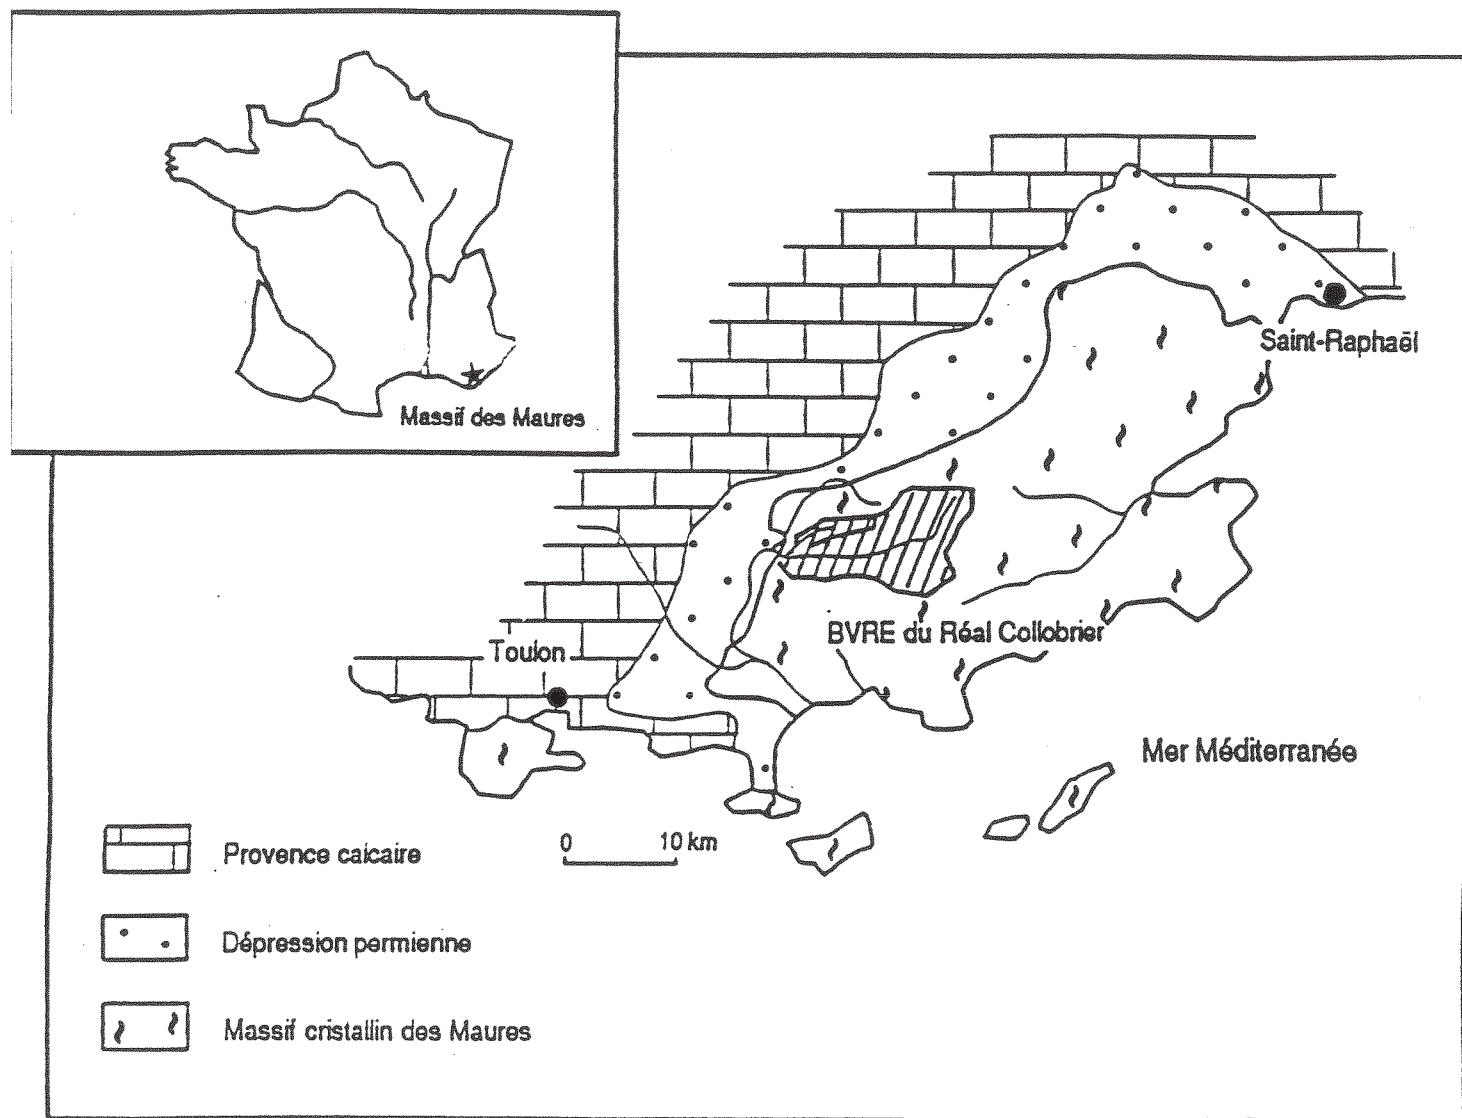 Massif des Maures
Saint-Raphaël
BVRE du Réal Collobrier
Toulon
Mer Méditerranée
0 10 km
Provence calcaire
Dépression permienne
Massif cristallin des Maures